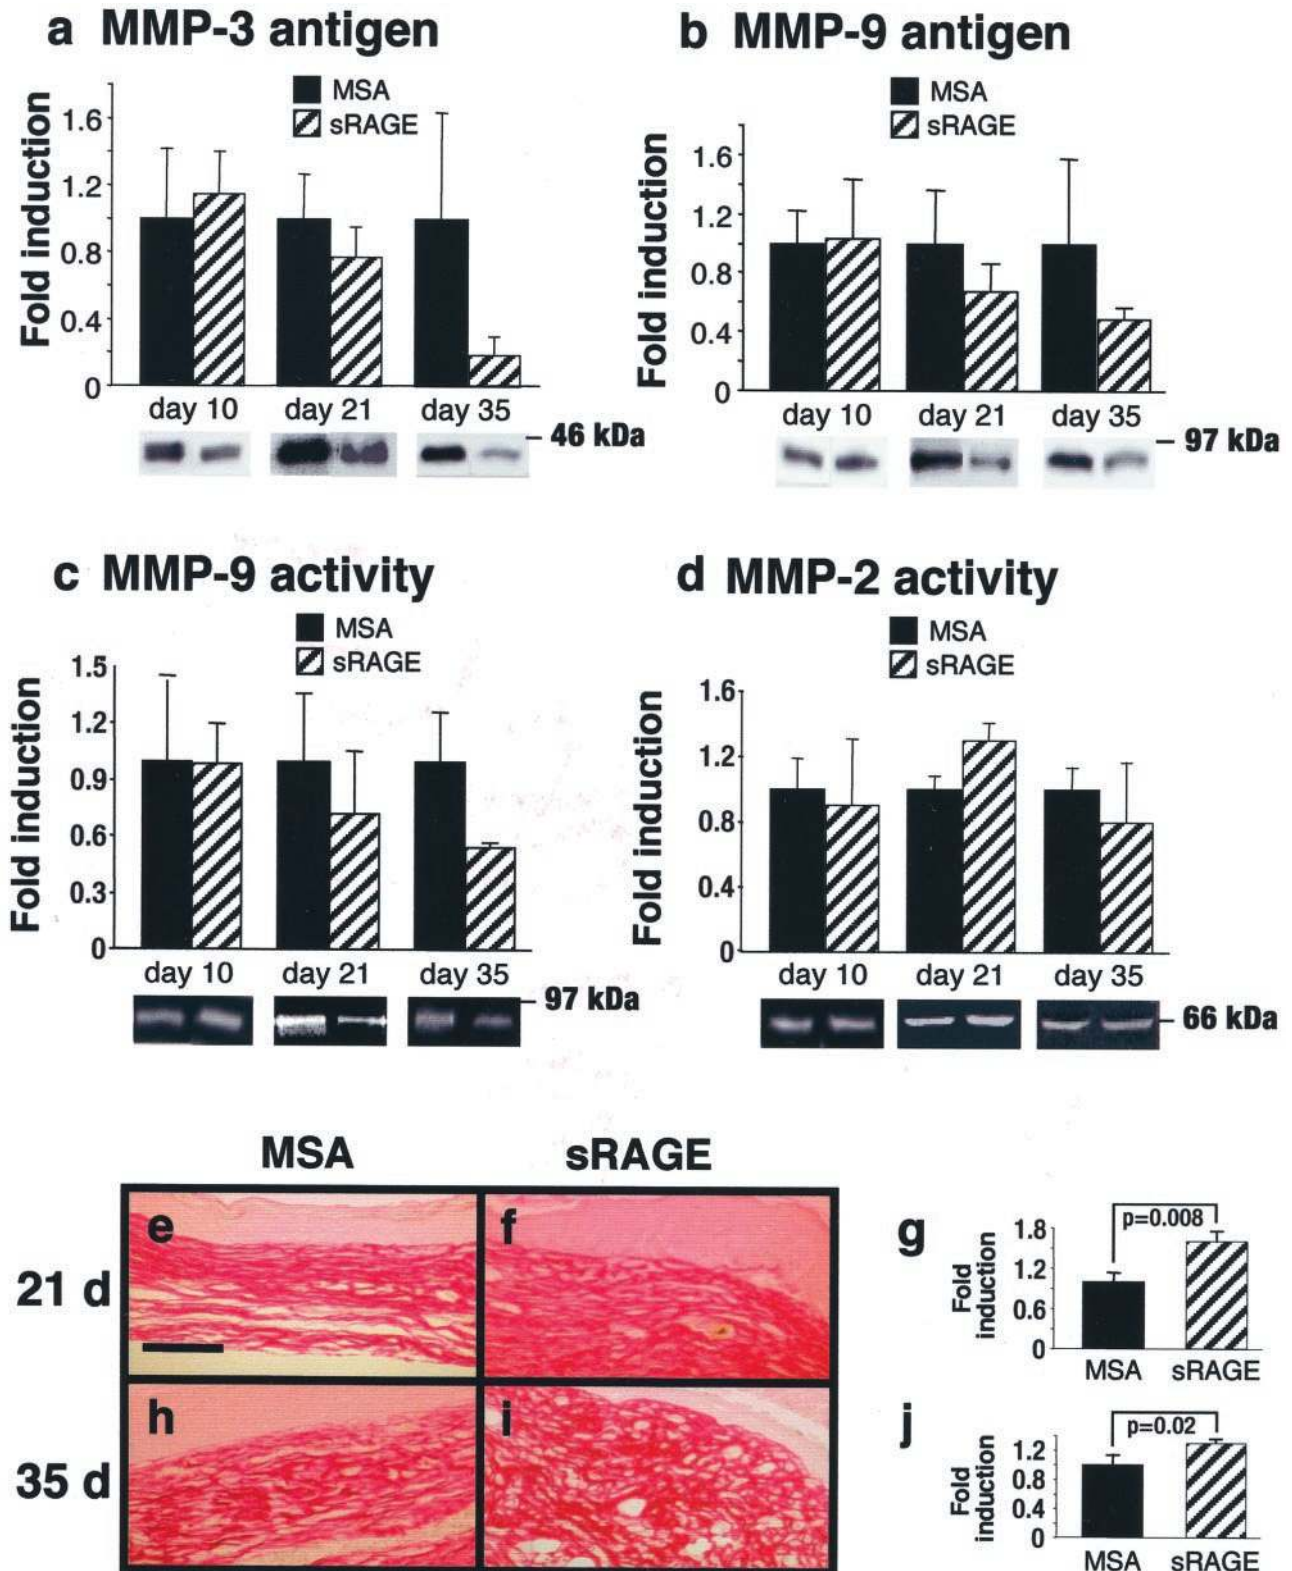 a MMP-3 antigen
MSA
sRAGE
Fold induction
1.6
1.2
0.8
0.4
0
day 10 day 21 day 35
46 kDa
b MMP-9 antigen
MSA
sRAGE
Fold induction
1.6
1.2
0.8
0.4
0
day 10 day 21 day 35
97 kDa
c MMP-9 activity
MSA
sRAGE
Fold induction
1.5
1.2
0.9
0.6
0.3
0
day 10 day 21 day 35
97 kDa
d MMP-2 activity
MSA
sRAGE
Fold induction
1.6
1.2
0.8
0.4
0
day 10 day 21 day 35
66 kDa
MSA sRAGE
21 d
e f
35 d
h i
g
p=0.008
Fold
induction
1.8
1.2
0.6
0
MSA sRAGE
j
p=0.02
Fold
induction
1.2
0.8
0.4
0
MSA sRAGE